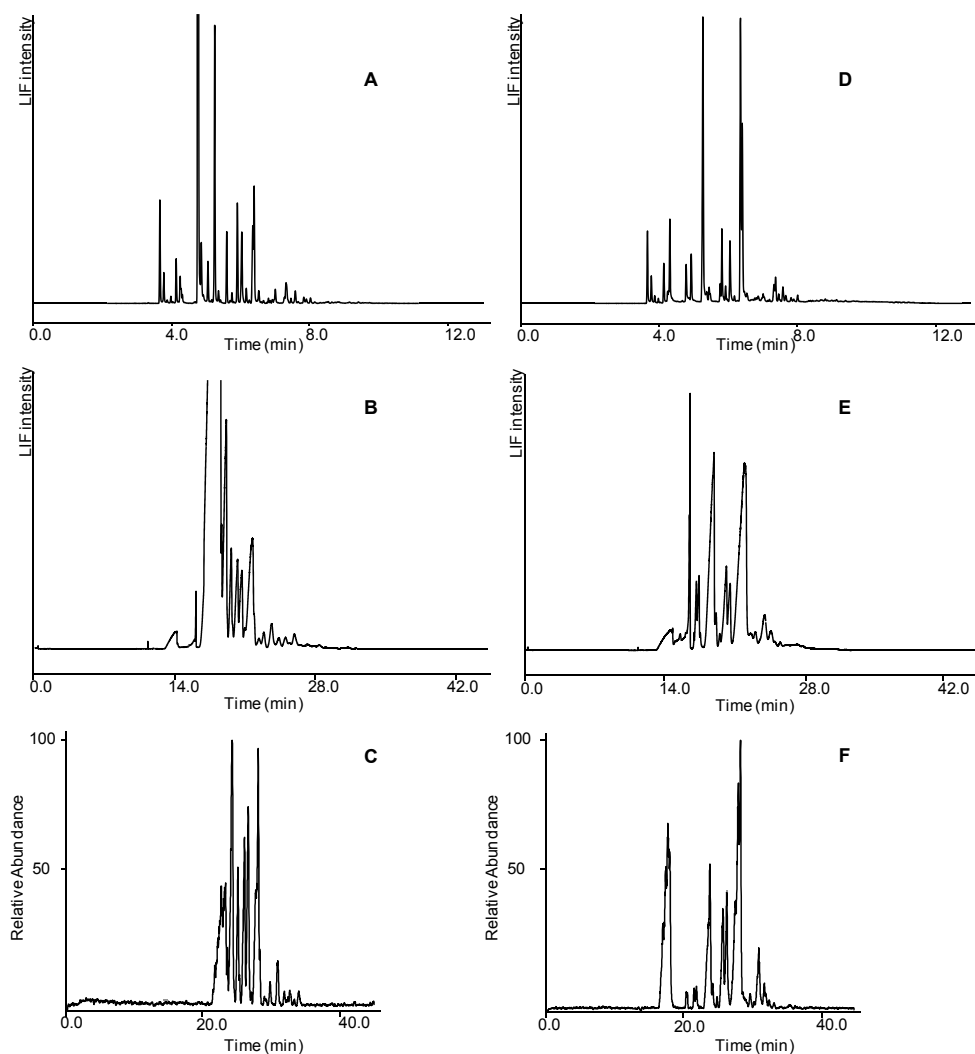 LIF intensity
A
0.0 4.0 8.0 12.0
Time (min)
LIF intensity
D
0.0 4.0 8.0 12.0
Time (min)
LIF intensity
B
0.0 14.0 28.0 42.0
Time (min)
LIF intensity
E
0.0 14.0 28.0 42.0
Time (min)
Relative Abundance
100
50
C
0.0 20.0 40.0
Time (min)
Relative Abundance
100
50
F
0.0 20.0 40.0
Time (min)